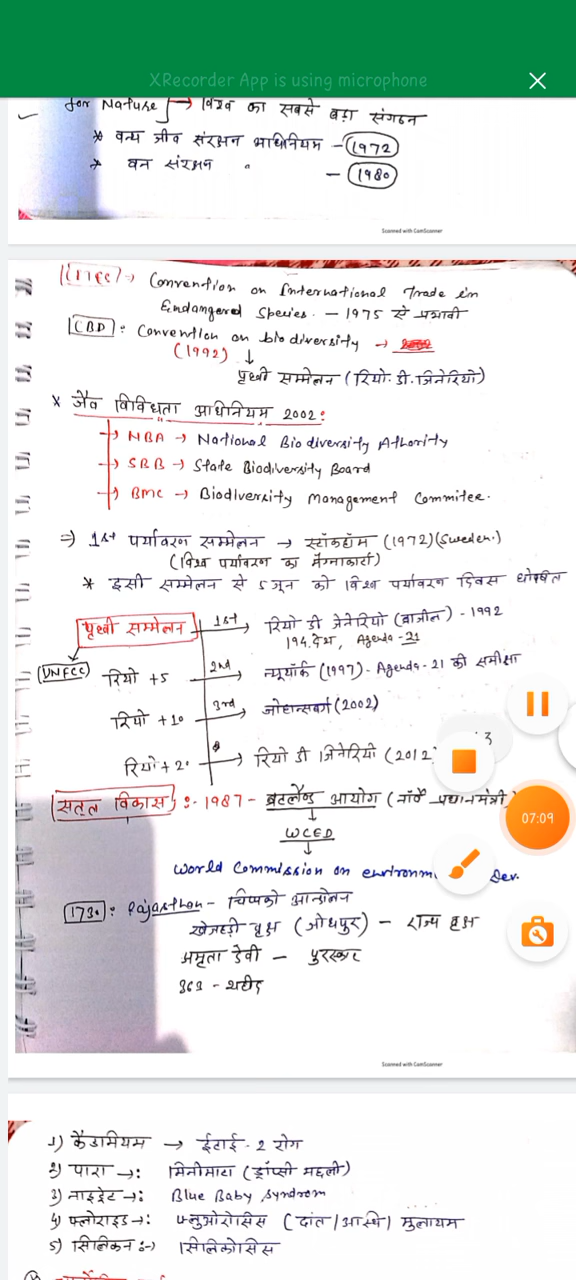 XRecorder App is using microphone
for Nature → विश्व का सबसे बड़ा संगठन
* वन्य जीव संरक्षण अधिनियम - 1972
* वन संरक्षण " - 1980
Scanned with CamScanner
→ Convention on International Trade in
Endangered Species. - 1975 से प्रभावी
CBD : Convention on biodiversity →
(1992) ↓
पृथ्वी सम्मेलन (रियो. डी. जिनेरियो)
* जैव विविधता अधिनियम 2002:
→ NBA → National Biodiversity Athority
→ SBB → State Biodiversity Board
→ BMC → Biodiversity Management Commitee.
⇒ 1st पर्यावरण सम्मेलन → स्टॉकहोम (1972) (Sweden.)
(विश्व पर्यावरण का मैग्नाकार्टा)
* इसी सम्मेलन से 5 जून को विश्व पर्यावरण दिवस घोषित
पृथ्वी सम्मेलन 1st → रियो डी जेनेरियो (ब्राजील) - 1992
194 देश, Agenda - 21
UNFCC रियो +5 2nd → न्यूयॉर्क (1997) - Agenda - 21 की समीक्षा
रियो +10 3rd → जोहान्सबर्ग (2002)
3
रियो + 20 → रियो डी जिनेरियो (2012
सतत विकास :- 1987 - ब्रटलैण्ड आयोग (नॉर्वे प्रधानमंत्री)
07:09
↓
WCED
↓
World Commission on environm Dev.
1730 : Rajasthan - चिपको आन्दोलन
खेजड़ी वृक्ष (जोधपुर) - राज्य वृक्ष
अमृता देवी - पुरस्कार
363 - शहीद
Scanned with CamScanner
1) कैडमियम → ईटाई-2 रोग
2) पारा →: मिनीमाटा (ड्रॉप्सी मछली)
3) नाइट्रेट →: Blue Baby Syndrom
4) फ्लोराइड →: फ्लुओरोसिस (दांत / अस्थि) मुलायम
5) सिलिकन :→ सिलिकोसिस